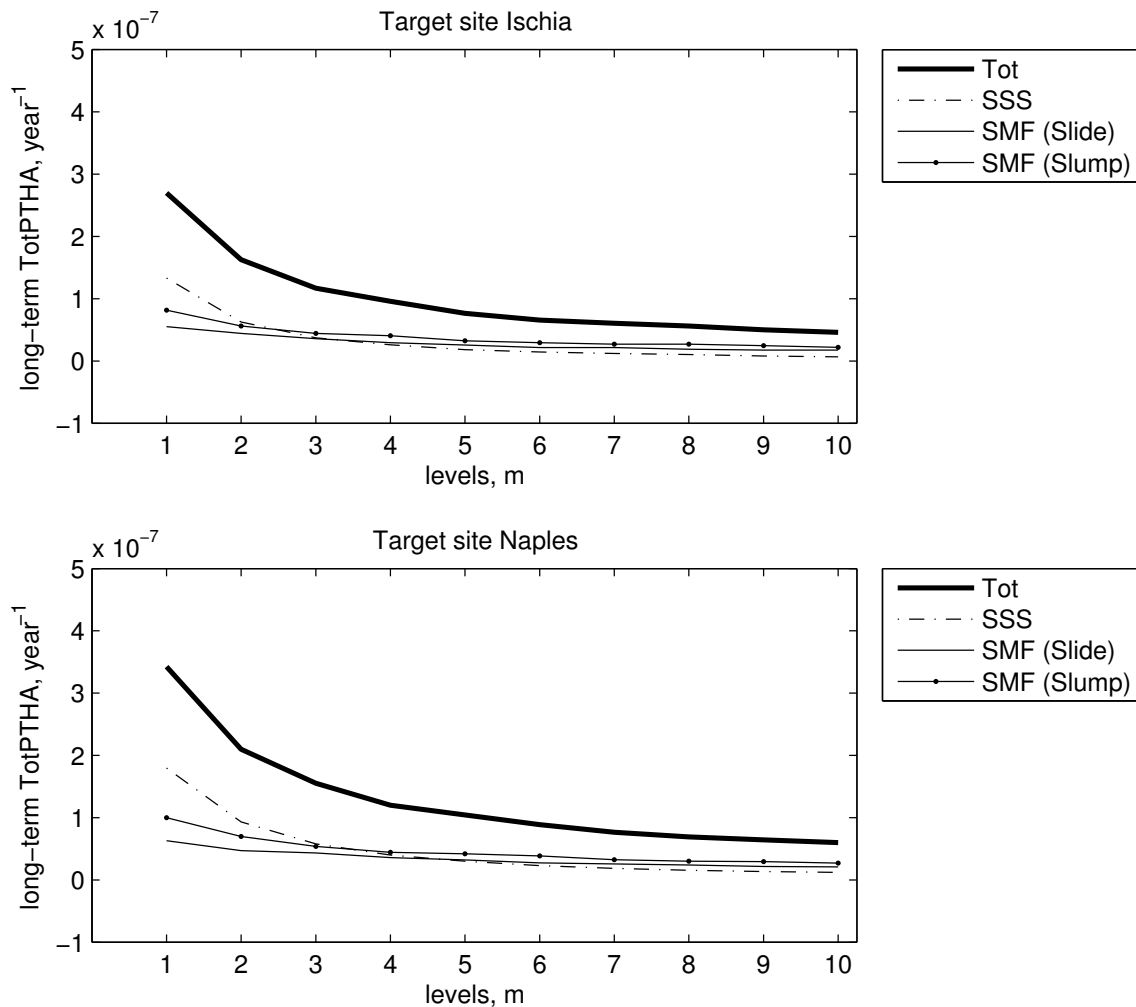 Target site Ischia
x 10⁻⁷
5
4
3
2
1
0
−1
long−term TotPTHA, year⁻¹
1 2 3 4 5 6 7 8 9 10
levels, m
Tot
SSS
SMF (Slide)
SMF (Slump)
Target site Naples
x 10⁻⁷
5
4
3
2
1
0
−1
long−term TotPTHA, year⁻¹
1 2 3 4 5 6 7 8 9 10
levels, m
Tot
SSS
SMF (Slide)
SMF (Slump)